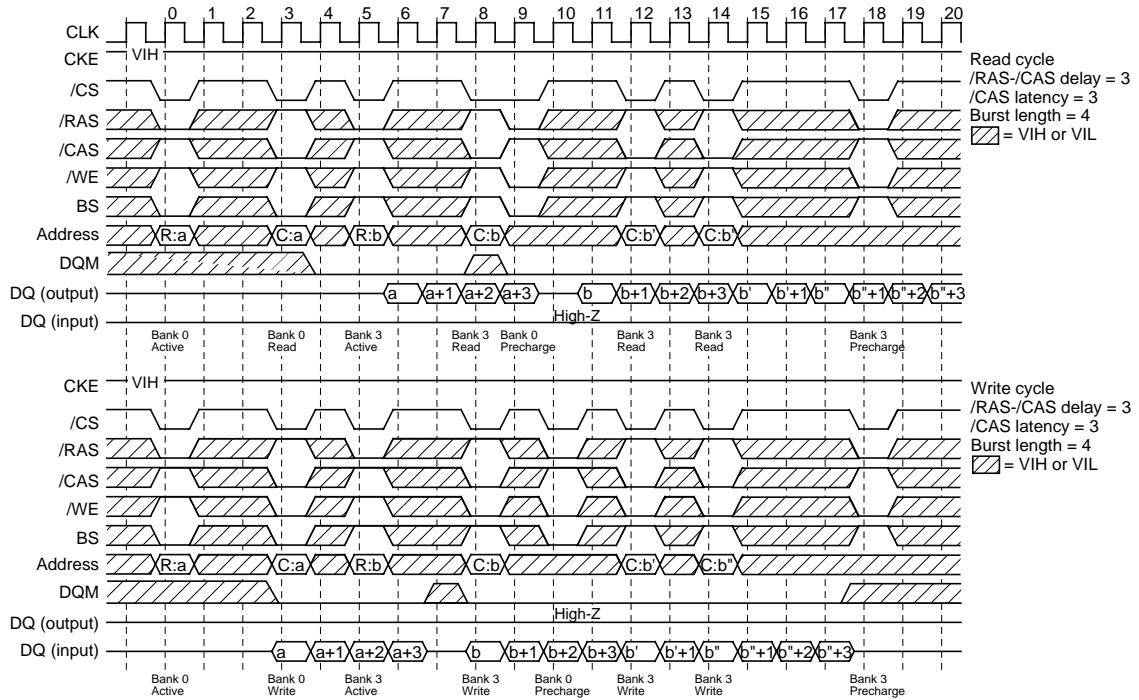 0 1 2 3 4 5 6 7 8 9 10 11 12 13 14 15 16 17 18 19 20
CLK
CKE VIH
/CS
/RAS
/CAS
/WE
BS
Address R:a C:a R:b C:b C:b' C:b"
DQM
DQ (output) a a+1 a+2 a+3 b b+1 b+2 b+3 b' b'+1 b" b"+1 b"+2 b"+3
DQ (input) High-Z
Bank 0 Active
Bank 0 Read
Bank 3 Active
Bank 3 Read
Bank 0 Precharge
Bank 3 Read
Bank 3 Read
Bank 3 Precharge
Read cycle
/RAS-/CAS delay = 3
/CAS latency = 3
Burst length = 4
= VIH or VIL
CKE VIH
/CS
/RAS
/CAS
/WE
BS
Address R:a C:a R:b C:b C:b' C:b"
DQM
DQ (output) High-Z
DQ (input) a a+1 a+2 a+3 b b+1 b+2 b+3 b' b'+1 b" b"+1 b"+2 b"+3
Bank 0 Active
Bank 0 Write
Bank 3 Active
Bank 3 Write
Bank 0 Precharge
Bank 3 Write
Bank 3 Write
Bank 3 Precharge
Write cycle
/RAS-/CAS delay = 3
/CAS latency = 3
Burst length = 4
= VIH or VIL